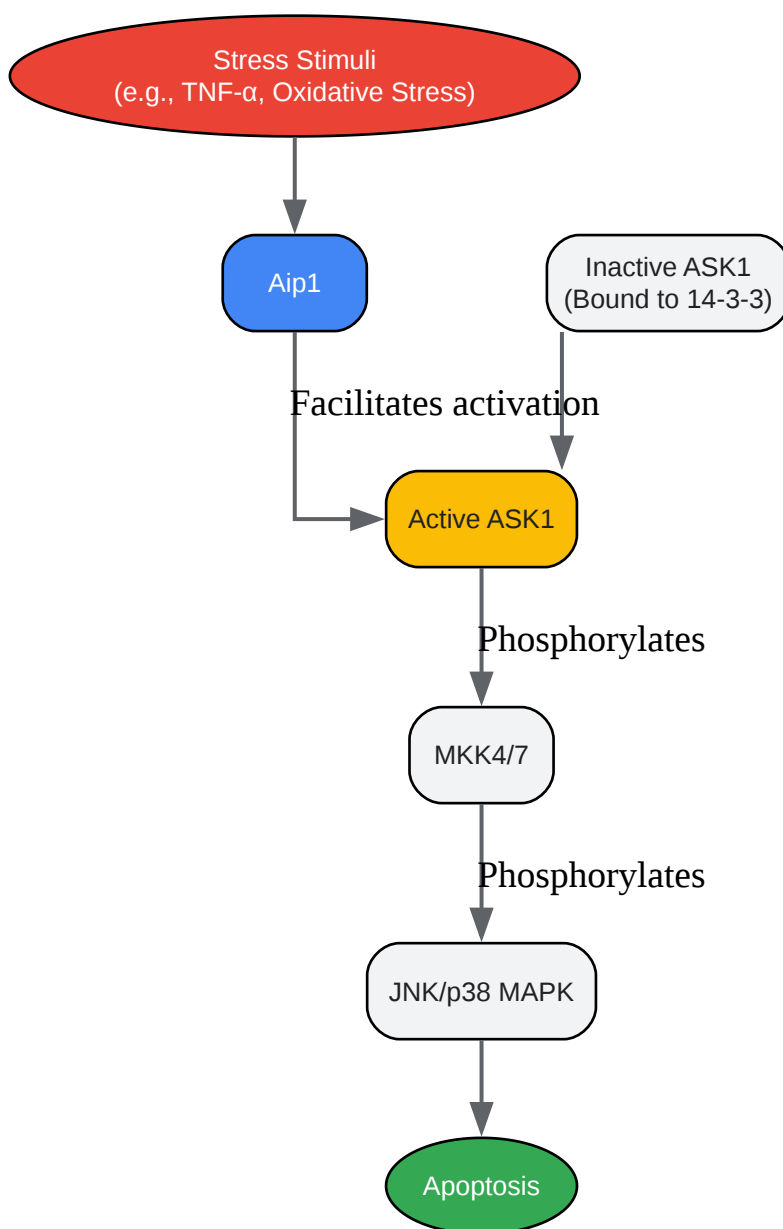 Stress Stimuli
(e.g., TNF-α, Oxidative Stress)
Aip1
Inactive ASK1
(Bound to 14-3-3)
Facilitates activation
Active ASK1
Phosphorylates
MKK4/7
Phosphorylates
JNK/p38 MAPK
Apoptosis